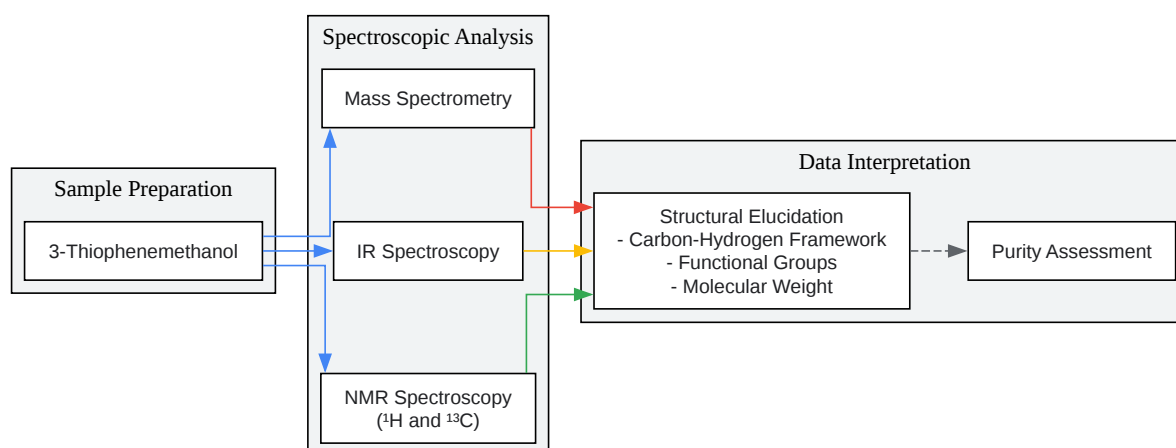 Sample Preparation
3-Thiophenemethanol
Spectroscopic Analysis
Mass Spectrometry
IR Spectroscopy
NMR Spectroscopy
(¹H and ¹³C)
Data Interpretation
Structural Elucidation
- Carbon-Hydrogen Framework
- Functional Groups
- Molecular Weight
Purity Assessment